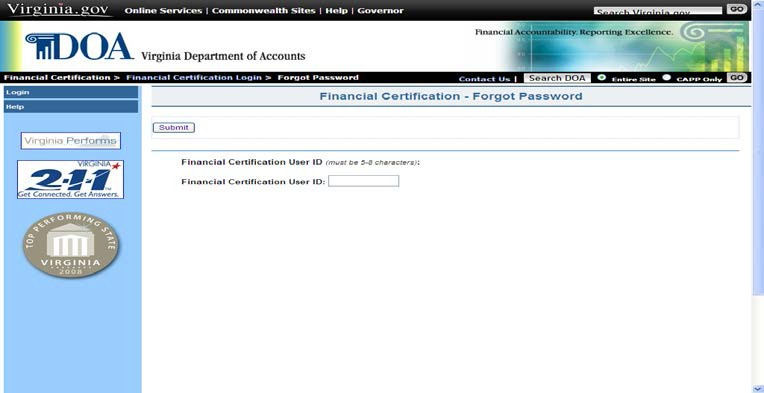 Virginia.gov Online Services | Commonwealth Sites | Help | Governor Search Virginia.gov GO
Financial Accountability. Reporting Excellence.
DOA Virginia Department of Accounts
Financial Certification > Financial Certification Login > Forgot Password Contact Us | Search DOA Entire Site CAPP Only GO
Login
Help
Financial Certification - Forgot Password
Submit
Virginia Performs
Financial Certification User ID (must be 5-8 characters):
Financial Certification User ID:
VIRGINIA
2-1-1
Get Connected. Get Answers.
TOP PERFORMING STATE
VIRGINIA
2008